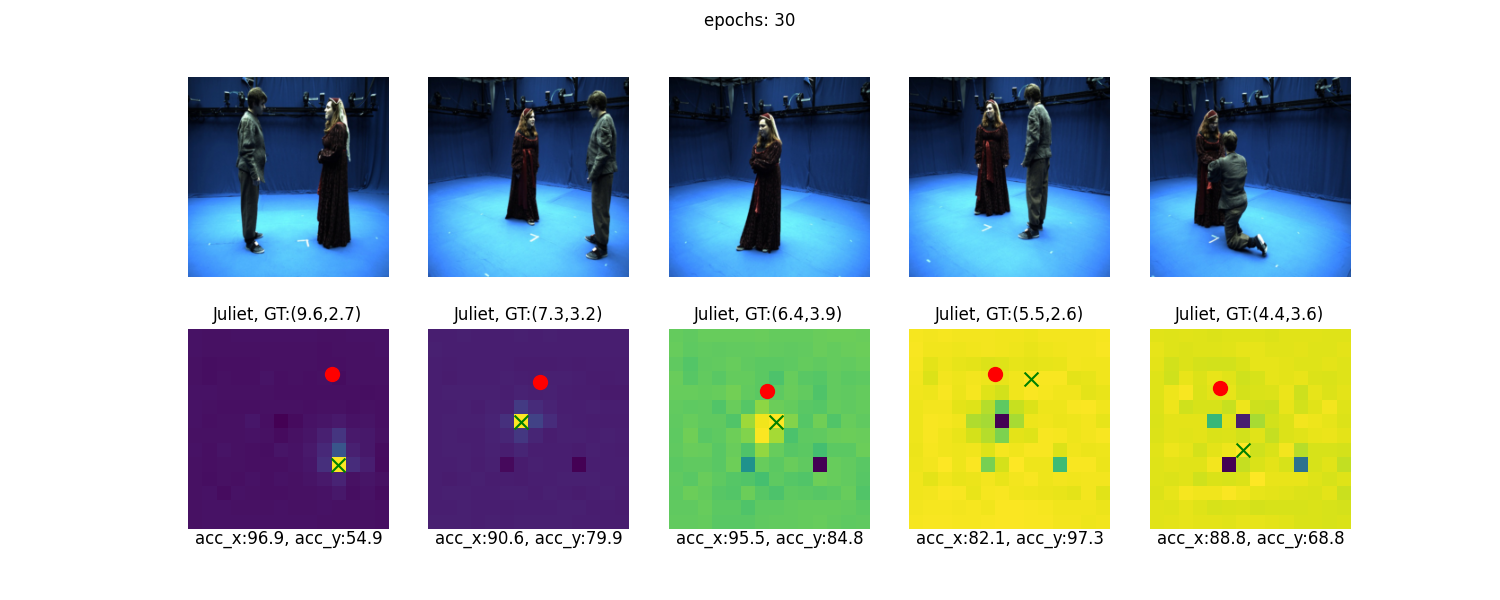 epochs: 30
Juliet, GT:(9.6,2.7)
Juliet, GT:(7.3,3.2)
Juliet, GT:(6.4,3.9)
Juliet, GT:(5.5,2.6)
Juliet, GT:(4.4,3.6)
acc_x:96.9, acc_y:54.9
acc_x:90.6, acc_y:79.9
acc_x:95.5, acc_y:84.8
acc_x:82.1, acc_y:97.3
acc_x:88.8, acc_y:68.8